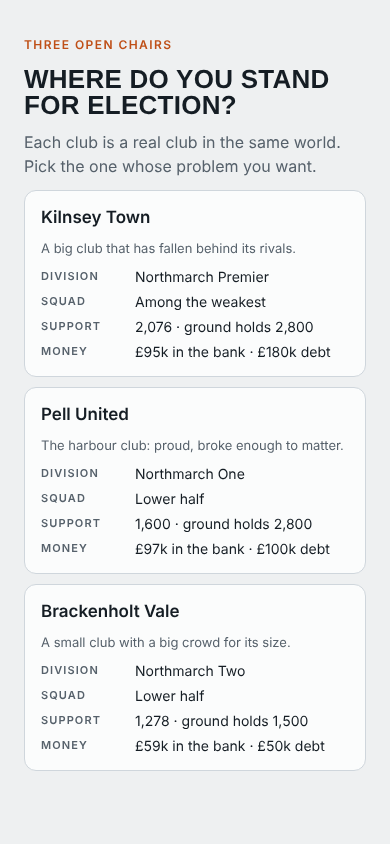 THREE OPEN CHAIRS
WHERE DO YOU STAND
FOR ELECTION?
Each club is a real club in the same world.
Pick the one whose problem you want.
Kilnsey Town
A big club that has fallen behind its rivals.
DIVISION Northmarch Premier
SQUAD Among the weakest
SUPPORT 2,076 · ground holds 2,800
MONEY £95k in the bank · £180k debt
Pell United
The harbour club: proud, broke enough to matter.
DIVISION Northmarch One
SQUAD Lower half
SUPPORT 1,600 · ground holds 2,800
MONEY £97k in the bank · £100k debt
Brackenholt Vale
A small club with a big crowd for its size.
DIVISION Northmarch Two
SQUAD Lower half
SUPPORT 1,278 · ground holds 1,500
MONEY £59k in the bank · £50k debt